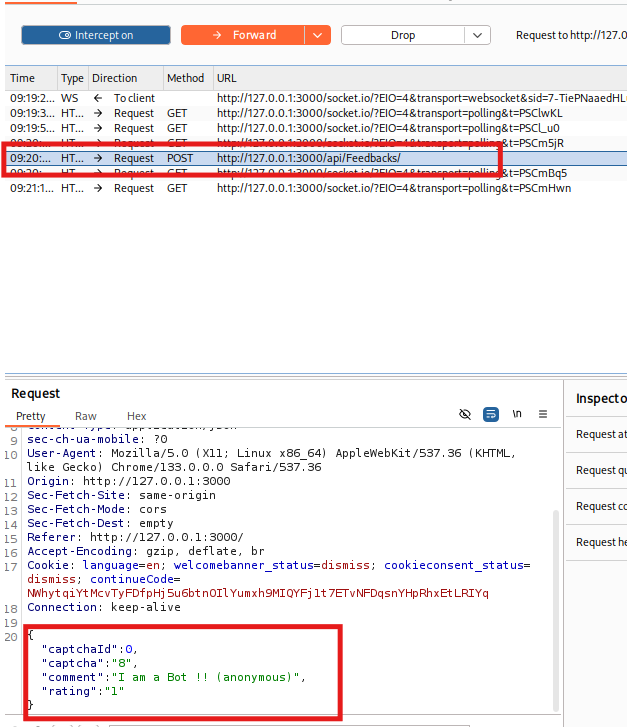 Intercept on
Forward
Drop
Request to http://127.0
Time Type Direction Method URL
09:19:2... WS ← To client http://127.0.0.1:3000/socket.io/?EIO=4&transport=websocket&sid=7-TiePNaaedHL
09:19:3... HT... → Request GET http://127.0.0.1:3000/socket.io/?EIO=4&transport=polling&t=PSClwKL
09:19:5... HT... → Request GET http://127.0.0.1:3000/socket.io/?EIO=4&transport=polling&t=PSCl_u0
09:20:... HT... → Request GET http://127.0.0.1:3000/socket.io/?EIO=4&transport=polling&t=PSCm5jR
09:20:... HT... → Request POST http://127.0.0.1:3000/api/Feedbacks/
09:20:... HT... → Request GET http://127.0.0.1:3000/socket.io/?EIO=4&transport=polling&t=PSCmBq5
09:21:1... HT... → Request GET http://127.0.0.1:3000/socket.io/?EIO=4&transport=polling&t=PSCmHwn
Request
Inspecto
Pretty Raw Hex
\n
Request at
Request qu
Request co
Request he
8 Content-Type: application/json
9 sec-ch-ua-mobile: ?0
10 User-Agent: Mozilla/5.0 (X11; Linux x86_64) AppleWebKit/537.36 (KHTML,
like Gecko) Chrome/133.0.0.0 Safari/537.36
11 Origin: http://127.0.0.1:3000
12 Sec-Fetch-Site: same-origin
13 Sec-Fetch-Mode: cors
14 Sec-Fetch-Dest: empty
15 Referer: http://127.0.0.1:3000/
16 Accept-Encoding: gzip, deflate, br
17 Cookie: language=en; welcomebanner_status=dismiss; cookieconsent_status=
dismiss; continueCode=
NWhytqiYtMcvTyFDfpHj5u6btnOIlYumxh9MIQYFj1t7ETvNFDqsnYHpRhxEtLRIYq
18 Connection: keep-alive
19
20 {
"captchaId":0,
"captcha":"8",
"comment":"I am a Bot !! (anonymous)",
"rating":"1"
}